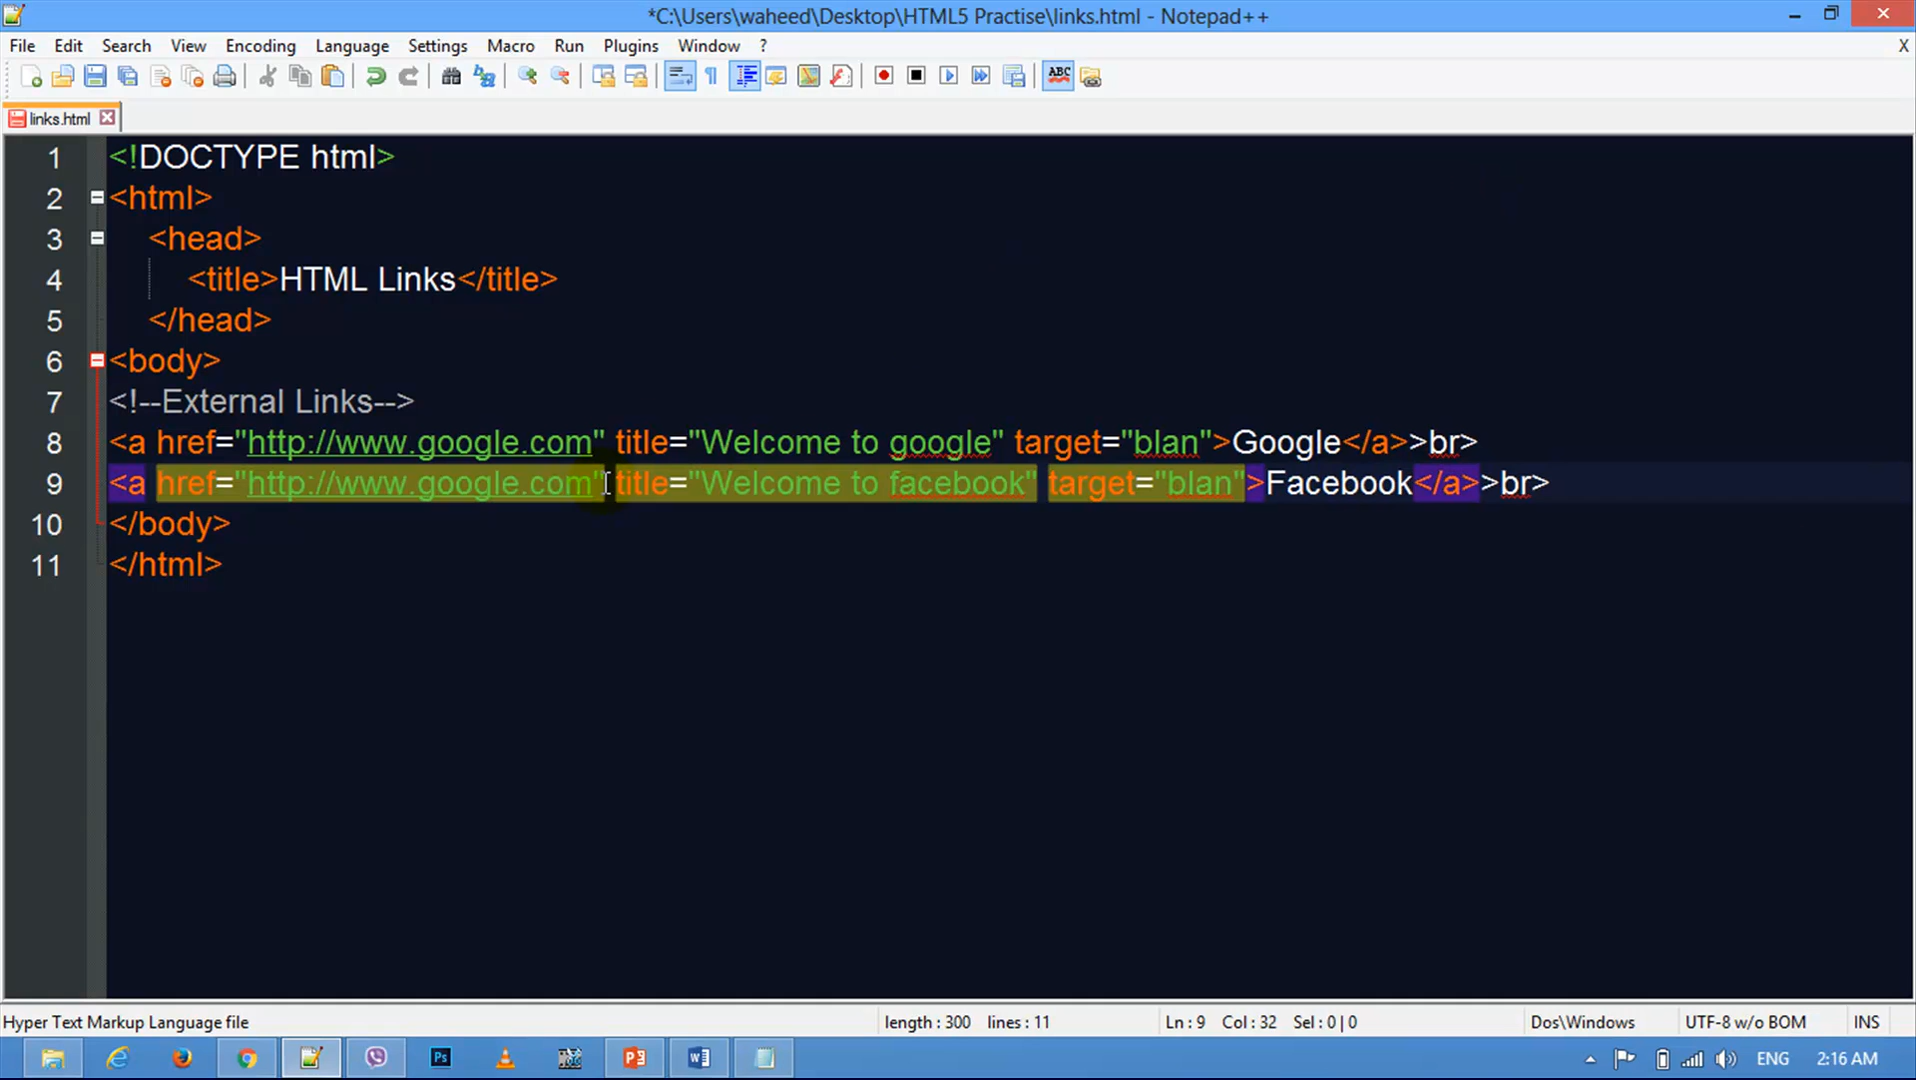 *C:\Users\waheed\Desktop\HTML5 Practise\links.html - Notepad++
File Edit Search View Encoding Language Settings Macro Run Plugins Window ? X
ABC
links.html
1 <!DOCTYPE html>
2 <html>
3 <head>
4 <title>HTML Links</title>
5 </head>
6 <body>
7 <!--External Links-->
8 <a href="http://www.google.com" title="Welcome to google" target="blan">Google</a>>br>
9 <a href="http://www.google.com" title="Welcome to facebook" target="blan">Facebook</a>>br>
10 </body>
11 </html>
Hyper Text Markup Language file length : 300 lines : 11 Ln : 9 Col : 32 Sel : 0 | 0 Dos\Windows UTF-8 w/o BOM INS
Ps ENG 2:16 AM